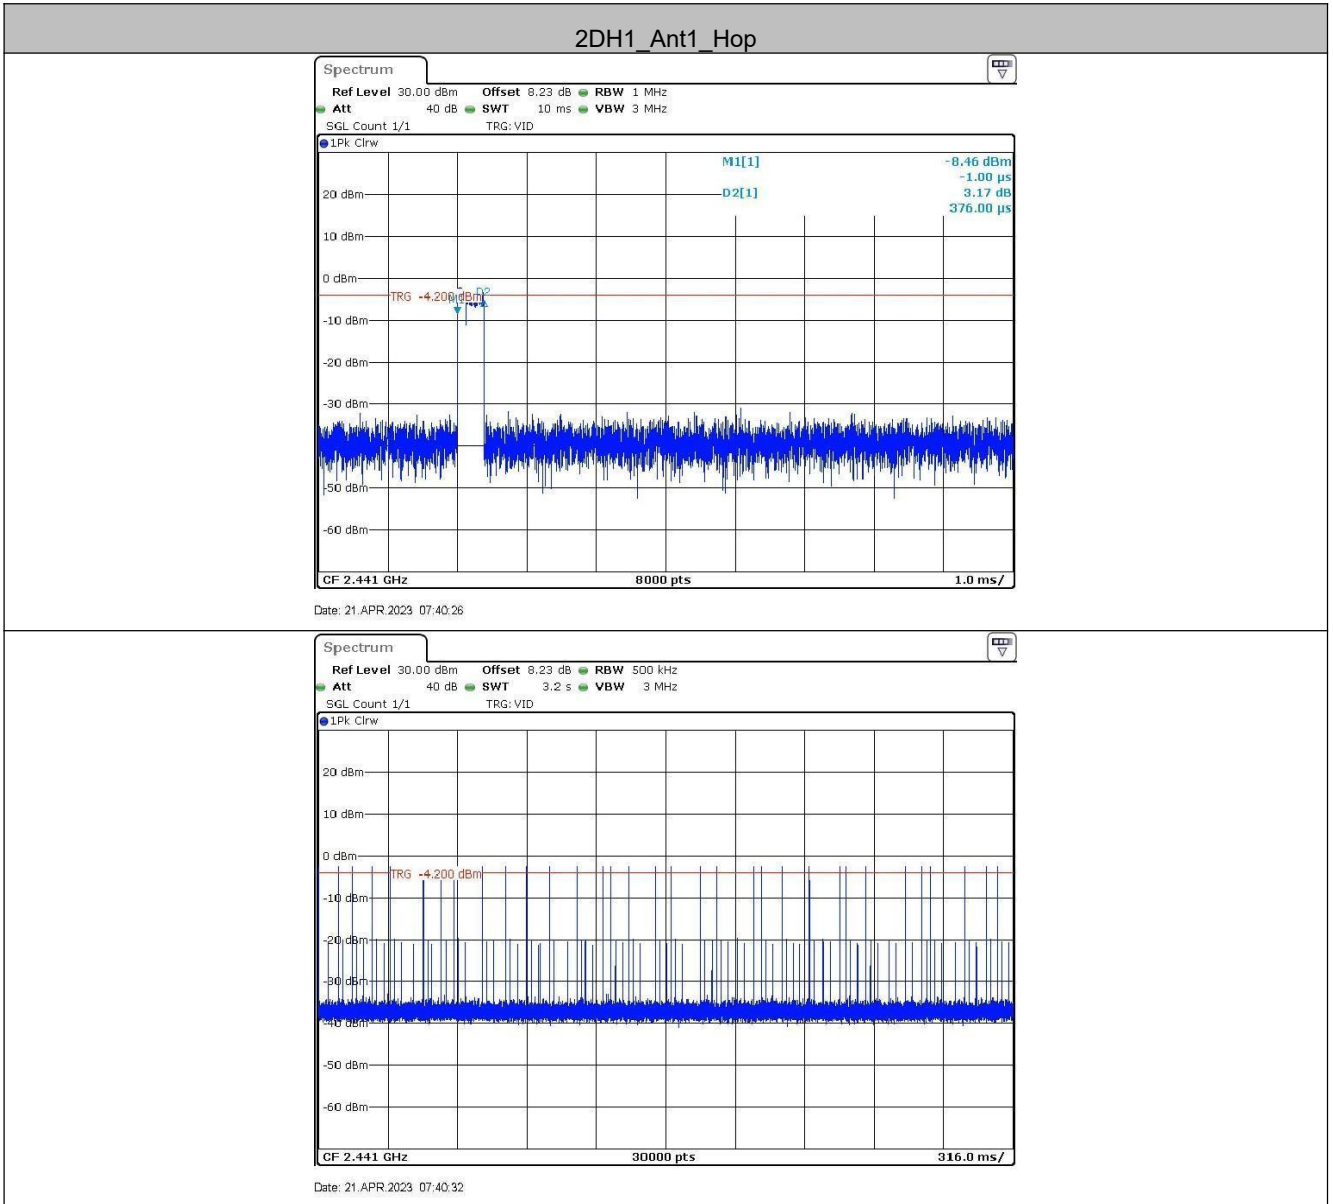 2DH1_Ant1_Hop
Spectrum
Ref Level 30.00 dBm Offset 8.23 dB RBW 1 MHz
Att 40 dB SWT 10 ms VBW 3 MHz
SGL Count 1/1 TRG: VID
1Pk Clrw
M1[1] -8.46 dBm
-1.00 µs
20 dBm D2[1] 3.17 dB
376.00 µs
10 dBm
0 dBm
TRG -4.200 dBm D2
-10 dBm
-20 dBm
-30 dBm
-50 dBm
-60 dBm
CF 2.441 GHz 8000 pts 1.0 ms/
Date: 21.APR.2023 07:40:26
Spectrum
Ref Level 30.00 dBm Offset 8.23 dB RBW 500 kHz
Att 40 dB SWT 3.2 s VBW 3 MHz
SGL Count 1/1 TRG: VID
1Pk Clrw
20 dBm
10 dBm
0 dBm
TRG -4.200 dBm
-10 dBm
-20 dBm
-30 dBm
-40 dBm
-50 dBm
-60 dBm
CF 2.441 GHz 30000 pts 316.0 ms/
Date: 21.APR.2023 07:40:32